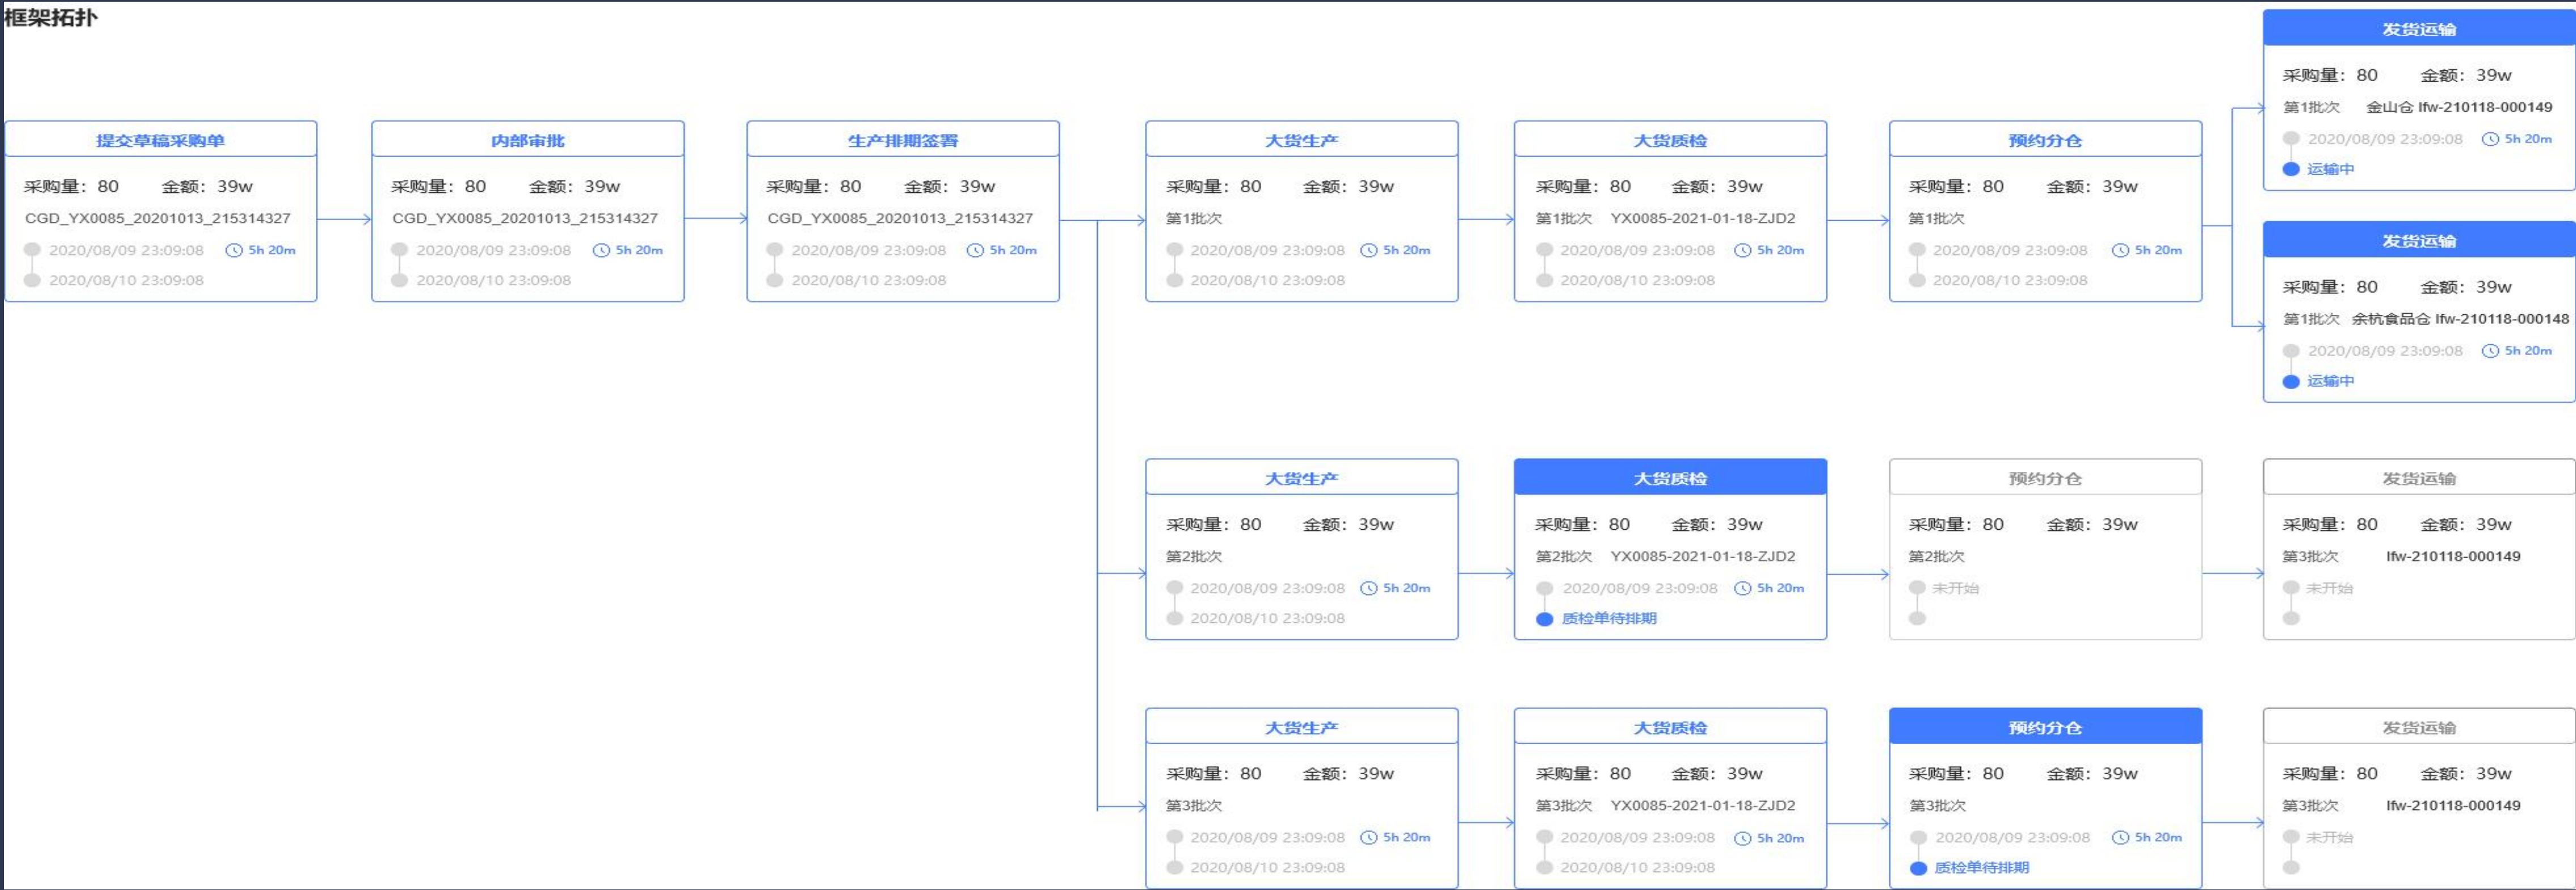 框架拓扑
提交草稿采购单
采购量：80 金额：39w
CGD_YX0085_20201013_215314327
2020/08/09 23:09:08 5h 20m
2020/08/10 23:09:08
内部审批
采购量：80 金额：39w
CGD_YX0085_20201013_215314327
2020/08/09 23:09:08 5h 20m
2020/08/10 23:09:08
生产排期签署
采购量：80 金额：39w
CGD_YX0085_20201013_215314327
2020/08/09 23:09:08 5h 20m
2020/08/10 23:09:08
大货生产
采购量：80 金额：39w
第1批次
2020/08/09 23:09:08 5h 20m
2020/08/10 23:09:08
大货质检
采购量：80 金额：39w
第1批次 YX0085-2021-01-18-ZJD2
2020/08/09 23:09:08 5h 20m
2020/08/10 23:09:08
预约分仓
采购量：80 金额：39w
第1批次
2020/08/09 23:09:08 5h 20m
2020/08/10 23:09:08
发货运输
采购量：80 金额：39w
第1批次 金山仓 lfw-210118-000149
2020/08/09 23:09:08 5h 20m
运输中
发货运输
采购量：80 金额：39w
第1批次 余杭食品仓 lfw-210118-000148
2020/08/09 23:09:08 5h 20m
运输中
大货生产
采购量：80 金额：39w
第2批次
2020/08/09 23:09:08 5h 20m
2020/08/10 23:09:08
大货质检
采购量：80 金额：39w
第2批次 YX0085-2021-01-18-ZJD2
2020/08/09 23:09:08 5h 20m
质检单待排期
预约分仓
采购量：80 金额：39w
第2批次
未开始
发货运输
采购量：80 金额：39w
第3批次 lfw-210118-000149
未开始
大货生产
采购量：80 金额：39w
第3批次
2020/08/09 23:09:08 5h 20m
2020/08/10 23:09:08
大货质检
采购量：80 金额：39w
第3批次 YX0085-2021-01-18-ZJD2
2020/08/09 23:09:08 5h 20m
2020/08/10 23:09:08
预约分仓
采购量：80 金额：39w
第3批次
2020/08/09 23:09:08 5h 20m
质检单待排期
发货运输
采购量：80 金额：39w
第3批次 lfw-210118-000149
未开始